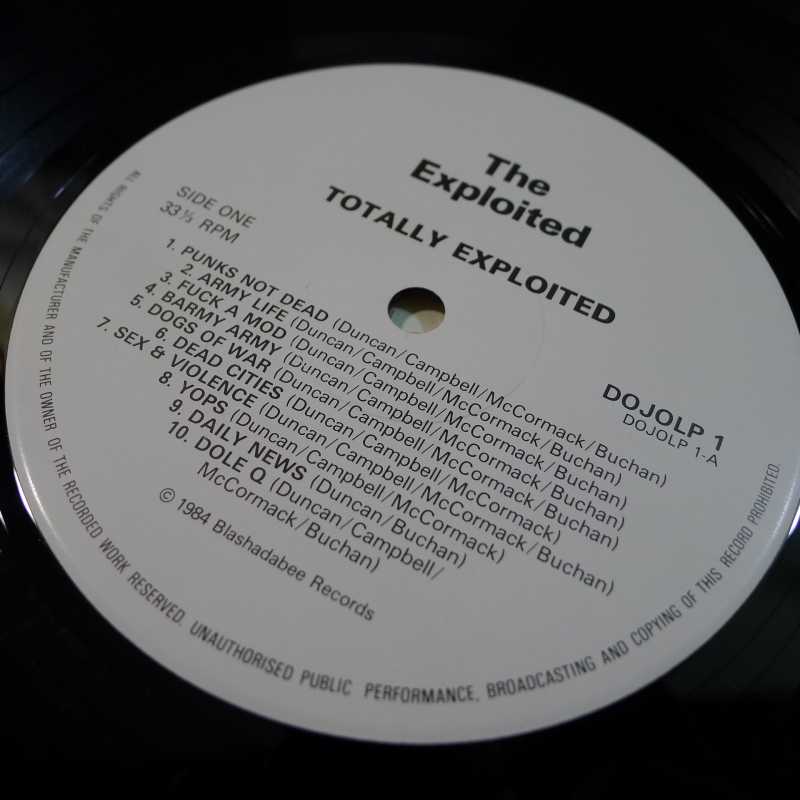 The
Exploited
TOTALLY EXPLOITED
SIDE ONE
33⅓ RPM
DOJOLP 1
DOJOLP 1-A
1. PUNKS NOT DEAD (Duncan/Campbell/McCormack/Buchan)
2. ARMY LIFE (Duncan/Campbell/McCormack/Buchan)
3. FUCK A MOD (Duncan/Campbell/McCormack/Buchan)
4. BARMY ARMY (Duncan/Campbell/McCormack/Buchan)
5. DOGS OF WAR (Duncan/Campbell/McCormack/Buchan)
6. DEAD CITIES (Duncan/Campbell/McCormack)
7. SEX & VIOLENCE (Duncan/Campbell/McCormack/Buchan)
8. YOPS (Duncan/Campbell/McCormack)
9. DAILY NEWS (Duncan/Buchan)
10. DOLE Q (Duncan/Campbell/
McCormack/Buchan)
© 1984 Blashadabee Records
ALL RIGHTS OF THE MANUFACTURER AND OF THE OWNER OF THE RECORDED WORK RESERVED. UNAUTHORISED PUBLIC PERFORMANCE, BROADCASTING AND COPYING OF THIS RECORD PROHIBITED.